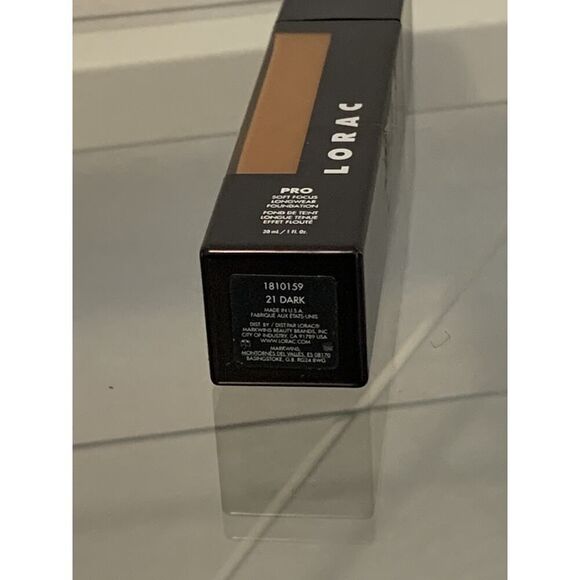 LORAC
PRO
SOFT FOCUS
LONGWEAR
FOUNDATION
FOND DE TEINT
LONGUE TENUE
EFFET FLOUTÉ
30 mL / 1 fl. Oz.
1810159
21 DARK
MADE IN U.S.A.
FABRIQUÉ AUX ÉTATS-UNIS
DIST. BY / DIST PAR LORAC®
MARKWINS BEAUTY BRANDS, INC
CITY OF INDUSTRY, CA 91789 USA
WWW.LORAC.COM
MARKWINS,
MONTORNÉS DEL VALLÉS, ES 08170
BASINGSTOKE, G.B. RG24 8WG